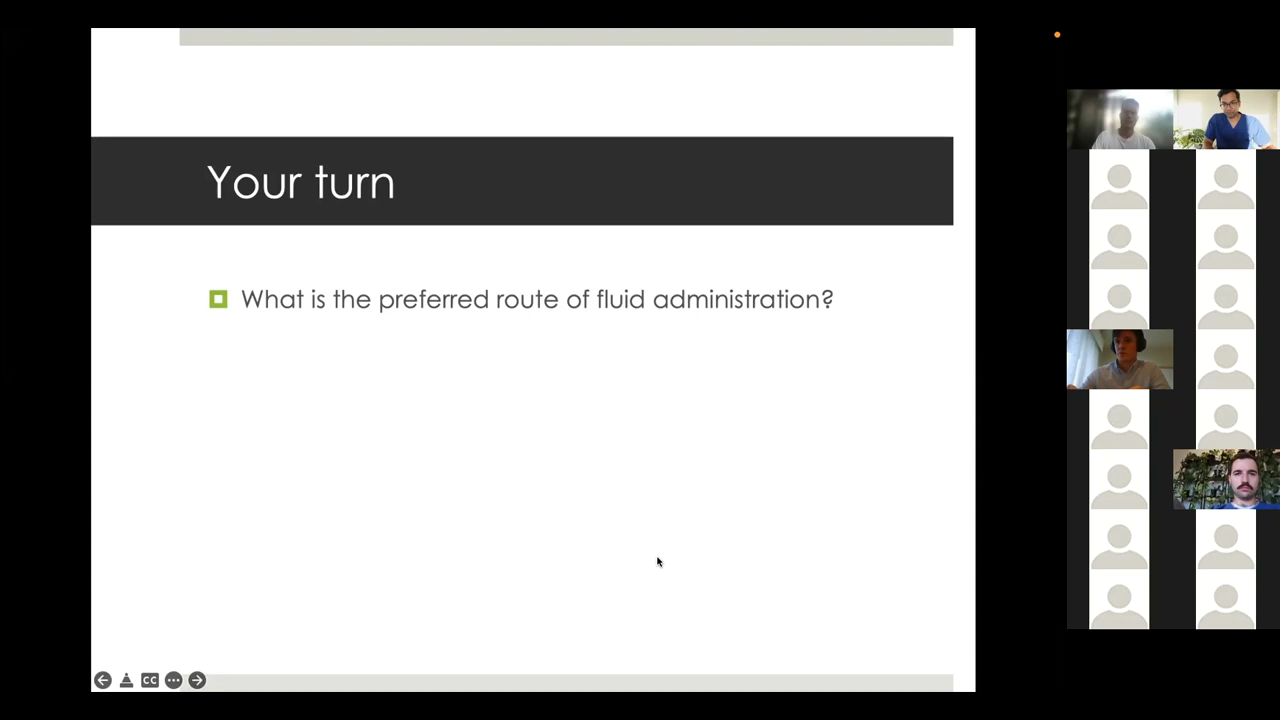 Your turn
What is the preferred route of fluid administration?
CC